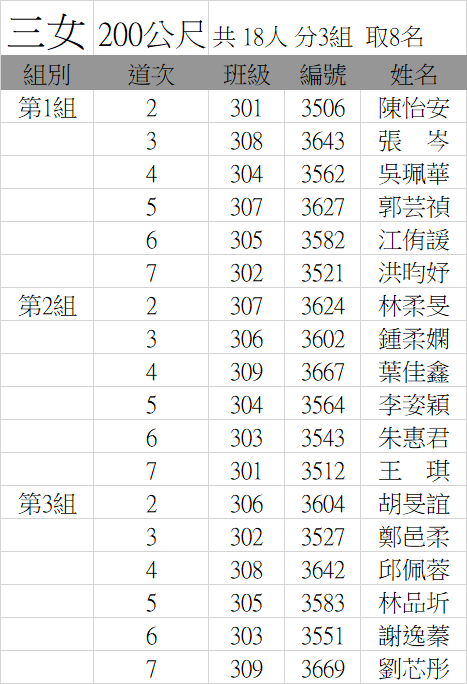 三女 200公尺 共 18人 分3組 取8名
組別 道次 班級 編號 姓名
第1組 2 301 3506 陳怡安
3 308 3643 張 岑
4 304 3562 吳珮華
5 307 3627 郭芸禎
6 305 3582 江侑諼
7 302 3521 洪昀妤
第2組 2 307 3624 林柔旻
3 306 3602 鍾柔嫻
4 309 3667 葉佳鑫
5 304 3564 李姿穎
6 303 3543 朱惠君
7 301 3512 王 琪
第3組 2 306 3604 胡旻誼
3 302 3527 鄭邑柔
4 308 3642 邱佩蓉
5 305 3583 林品圻
6 303 3551 謝逸蓁
7 309 3669 劉芯彤